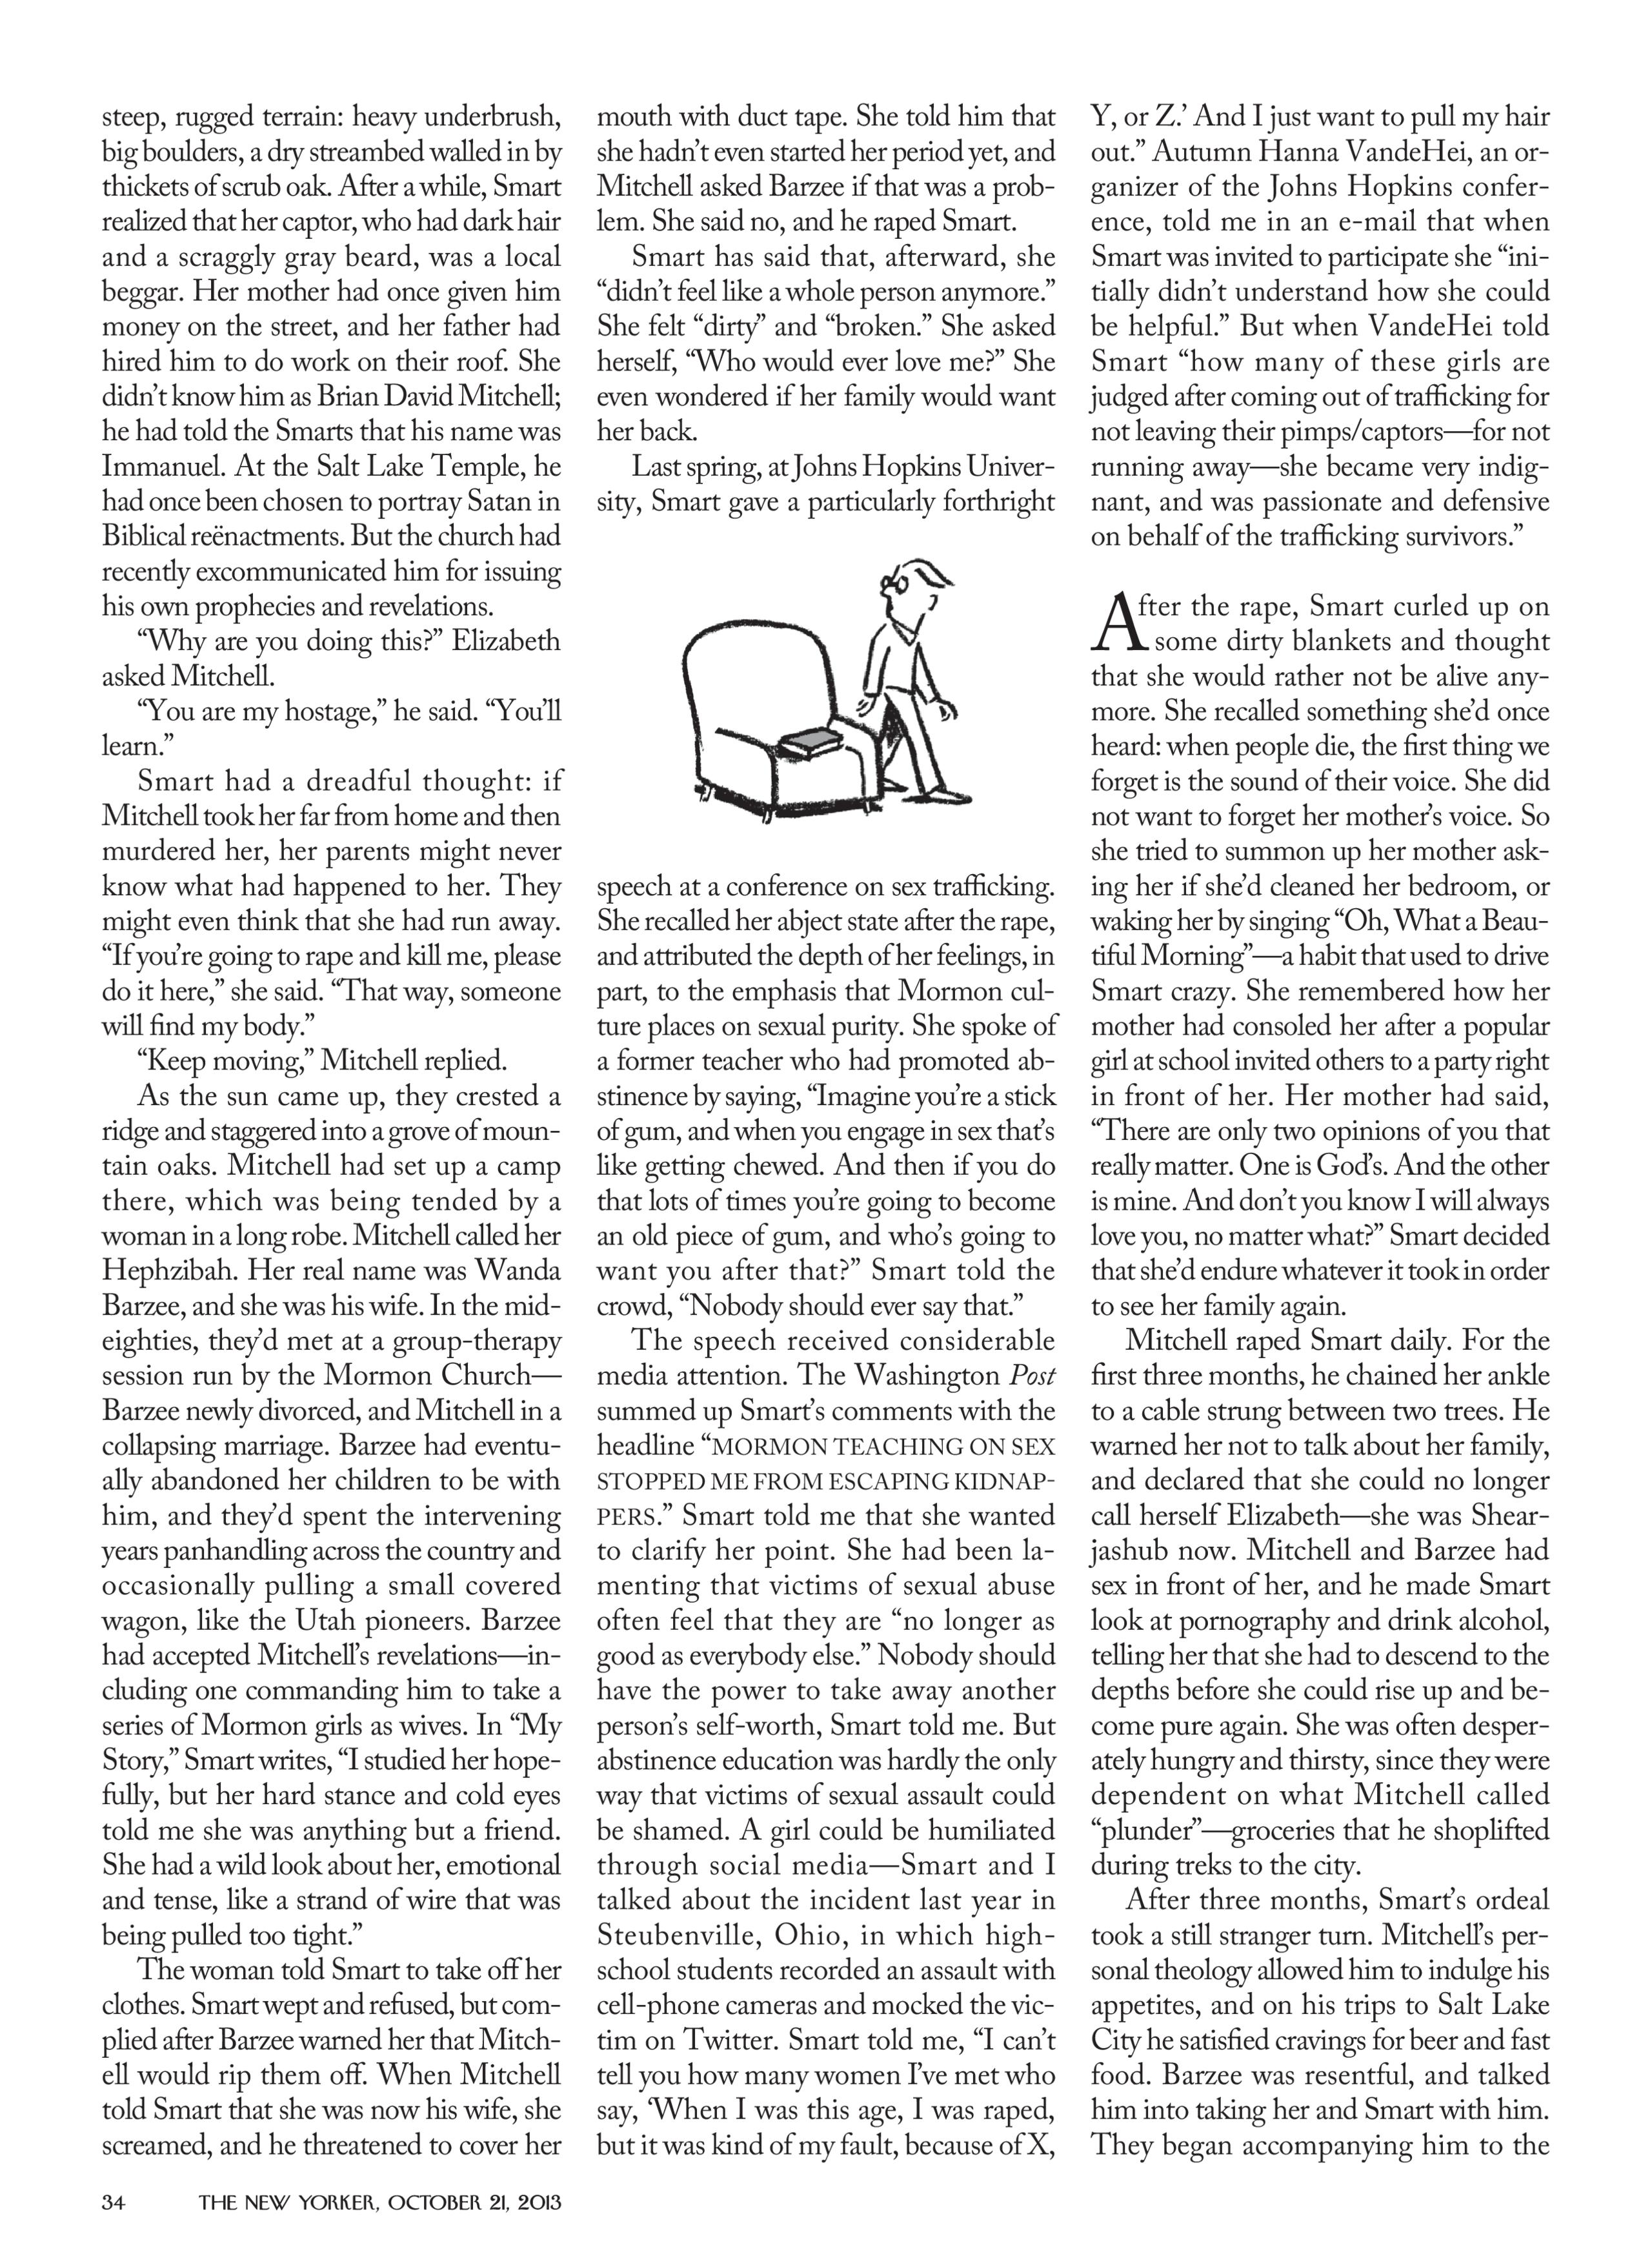 steep, rugged terrain: heavy underbrush,
big boulders, a dry streambed walled in by
thickets of scrub oak. After a while, Smart
realized that her captor, who had dark hair
and a scraggly gray beard, was a local
beggar. Her mother had once given him
money on the street, and her father had
hired him to do work on their roof. She
didn’t know him as Brian David Mitchell;
he had told the Smarts that his name was
Immanuel. At the Salt Lake Temple, he
had once been chosen to portray Satan in
Biblical reënactments. But the church had
recently excommunicated him for issuing
his own prophecies and revelations.
“Why are you doing this?” Elizabeth
asked Mitchell.
“You are my hostage,” he said. “You’ll
learn.”
Smart had a dreadful thought: if
Mitchell took her far from home and then
murdered her, her parents might never
know what had happened to her. They
might even think that she had run away.
“If you’re going to rape and kill me, please
do it here,” she said. “That way, someone
will find my body.”
“Keep moving,” Mitchell replied.
As the sun came up, they crested a
ridge and staggered into a grove of moun-
tain oaks. Mitchell had set up a camp
there, which was being tended by a
woman in a long robe. Mitchell called her
Hephzibah. Her real name was Wanda
Barzee, and she was his wife. In the mid-
eighties, they’d met at a group-therapy
session run by the Mormon Church—
Barzee newly divorced, and Mitchell in a
collapsing marriage. Barzee had eventu-
ally abandoned her children to be with
him, and they’d spent the intervening
years panhandling across the country and
occasionally pulling a small covered
wagon, like the Utah pioneers. Barzee
had accepted Mitchell’s revelations—in-
cluding one commanding him to take a
series of Mormon girls as wives. In “My
Story,” Smart writes, “I studied her hope-
fully, but her hard stance and cold eyes
told me she was anything but a friend.
She had a wild look about her, emotional
and tense, like a strand of wire that was
being pulled too tight.”
The woman told Smart to take off her
clothes. Smart wept and refused, but com-
plied after Barzee warned her that Mitch-
ell would rip them off. When Mitchell
told Smart that she was now his wife, she
screamed, and he threatened to cover her
mouth with duct tape. She told him that
she hadn’t even started her period yet, and
Mitchell asked Barzee if that was a prob-
lem. She said no, and he raped Smart.
Smart has said that, afterward, she
“didn’t feel like a whole person anymore.”
She felt “dirty” and “broken.” She asked
herself, “Who would ever love me?” She
even wondered if her family would want
her back.
Last spring, at Johns Hopkins Univer-
sity, Smart gave a particularly forthright
speech at a conference on sex trafficking.
She recalled her abject state after the rape,
and attributed the depth of her feelings, in
part, to the emphasis that Mormon cul-
ture places on sexual purity. She spoke of
a former teacher who had promoted ab-
stinence by saying, “Imagine you’re a stick
of gum, and when you engage in sex that’s
like getting chewed. And then if you do
that lots of times you’re going to become
an old piece of gum, and who’s going to
want you after that?” Smart told the
crowd, “Nobody should ever say that.”
The speech received considerable
media attention. The Washington Post
summed up Smart’s comments with the
headline “MORMON TEACHING ON SEX
STOPPED ME FROM ESCAPING KIDNAP-
PERS.” Smart told me that she wanted
to clarify her point. She had been la-
menting that victims of sexual abuse
often feel that they are “no longer as
good as everybody else.” Nobody should
have the power to take away another
person’s self-worth, Smart told me. But
abstinence education was hardly the only
way that victims of sexual assault could
be shamed. A girl could be humiliated
through social media—Smart and I
talked about the incident last year in
Steubenville, Ohio, in which high-
school students recorded an assault with
cell-phone cameras and mocked the vic-
tim on Twitter. Smart told me, “I can’t
tell you how many women I’ve met who
say, ‘When I was this age, I was raped,
but it was kind of my fault, because of X,
Y, or Z.’ And I just want to pull my hair
out.” Autumn Hanna VandeHei, an or-
ganizer of the Johns Hopkins confer-
ence, told me in an e-mail that when
Smart was invited to participate she “ini-
tially didn’t understand how she could
be helpful.” But when VandeHei told
Smart “how many of these girls are
judged after coming out of trafficking for
not leaving their pimps/captors—for not
running away—she became very indig-
nant, and was passionate and defensive
on behalf of the trafficking survivors.”
After the rape, Smart curled up on
some dirty blankets and thought
that she would rather not be alive any-
more. She recalled something she’d once
heard: when people die, the first thing we
forget is the sound of their voice. She did
not want to forget her mother’s voice. So
she tried to summon up her mother ask-
ing her if she’d cleaned her bedroom, or
waking her by singing “Oh, What a Beau-
tiful Morning”—a habit that used to drive
Smart crazy. She remembered how her
mother had consoled her after a popular
girl at school invited others to a party right
in front of her. Her mother had said,
“There are only two opinions of you that
really matter. One is God’s. And the other
is mine. And don’t you know I will always
love you, no matter what?” Smart decided
that she’d endure whatever it took in order
to see her family again.
Mitchell raped Smart daily. For the
first three months, he chained her ankle
to a cable strung between two trees. He
warned her not to talk about her family,
and declared that she could no longer
call herself Elizabeth—she was Shear-
jashub now. Mitchell and Barzee had
sex in front of her, and he made Smart
look at pornography and drink alcohol,
telling her that she had to descend to the
depths before she could rise up and be-
come pure again. She was often desper-
ately hungry and thirsty, since they were
dependent on what Mitchell called
“plunder”—groceries that he shoplifted
during treks to the city.
After three months, Smart’s ordeal
took a still stranger turn. Mitchell’s per-
sonal theology allowed him to indulge his
appetites, and on his trips to Salt Lake
City he satisfied cravings for beer and fast
food. Barzee was resentful, and talked
him into taking her and Smart with him.
They began accompanying him to the
34 THE NEW YORKER, OCTOBER 21, 2013